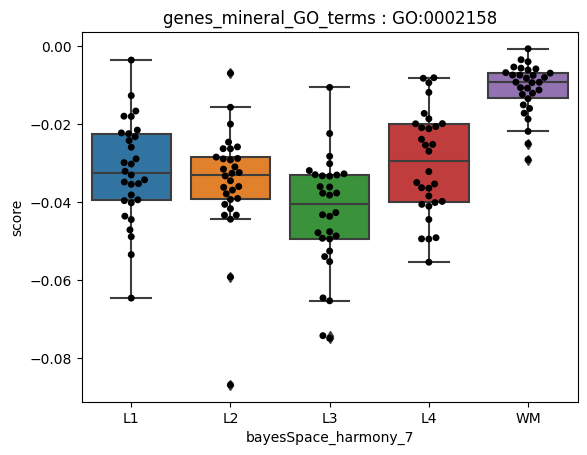 genes_mineral_GO_terms : GO:0002158
0.00
−0.02
−0.04
−0.06
−0.08
score
L1 L2 L3 L4 WM
bayesSpace_harmony_7